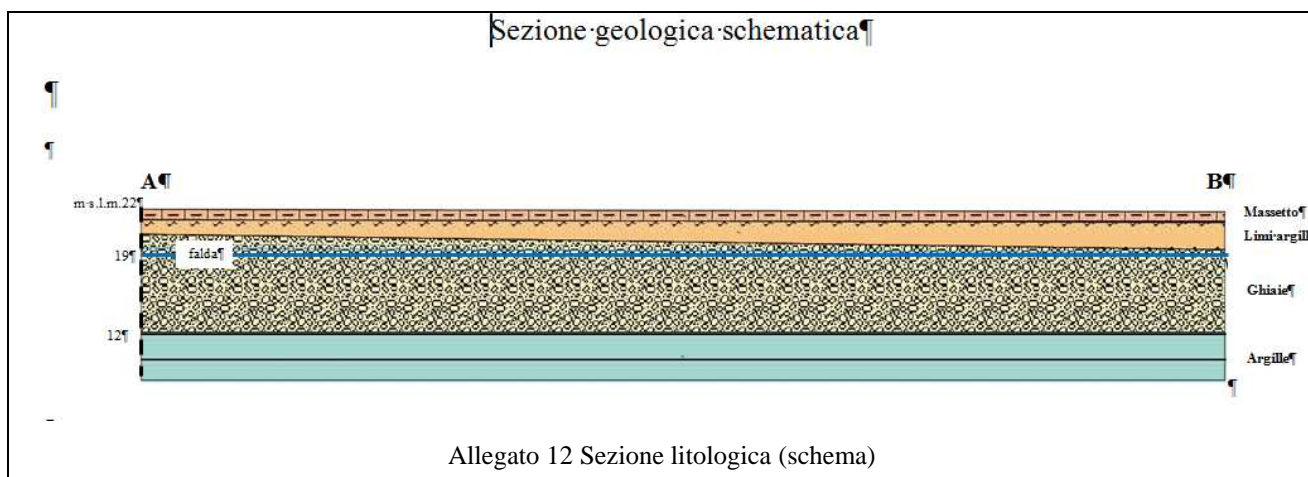 Sezione·geologica·schematica¶
¶
¶
A¶
B¶
m·s.l.m.22¶
Massetto¶
Limi·argill
19¶
falda¶
Ghiaie¶
12¶
Argille¶
¶
Allegato 12 Sezione litologica (schema)